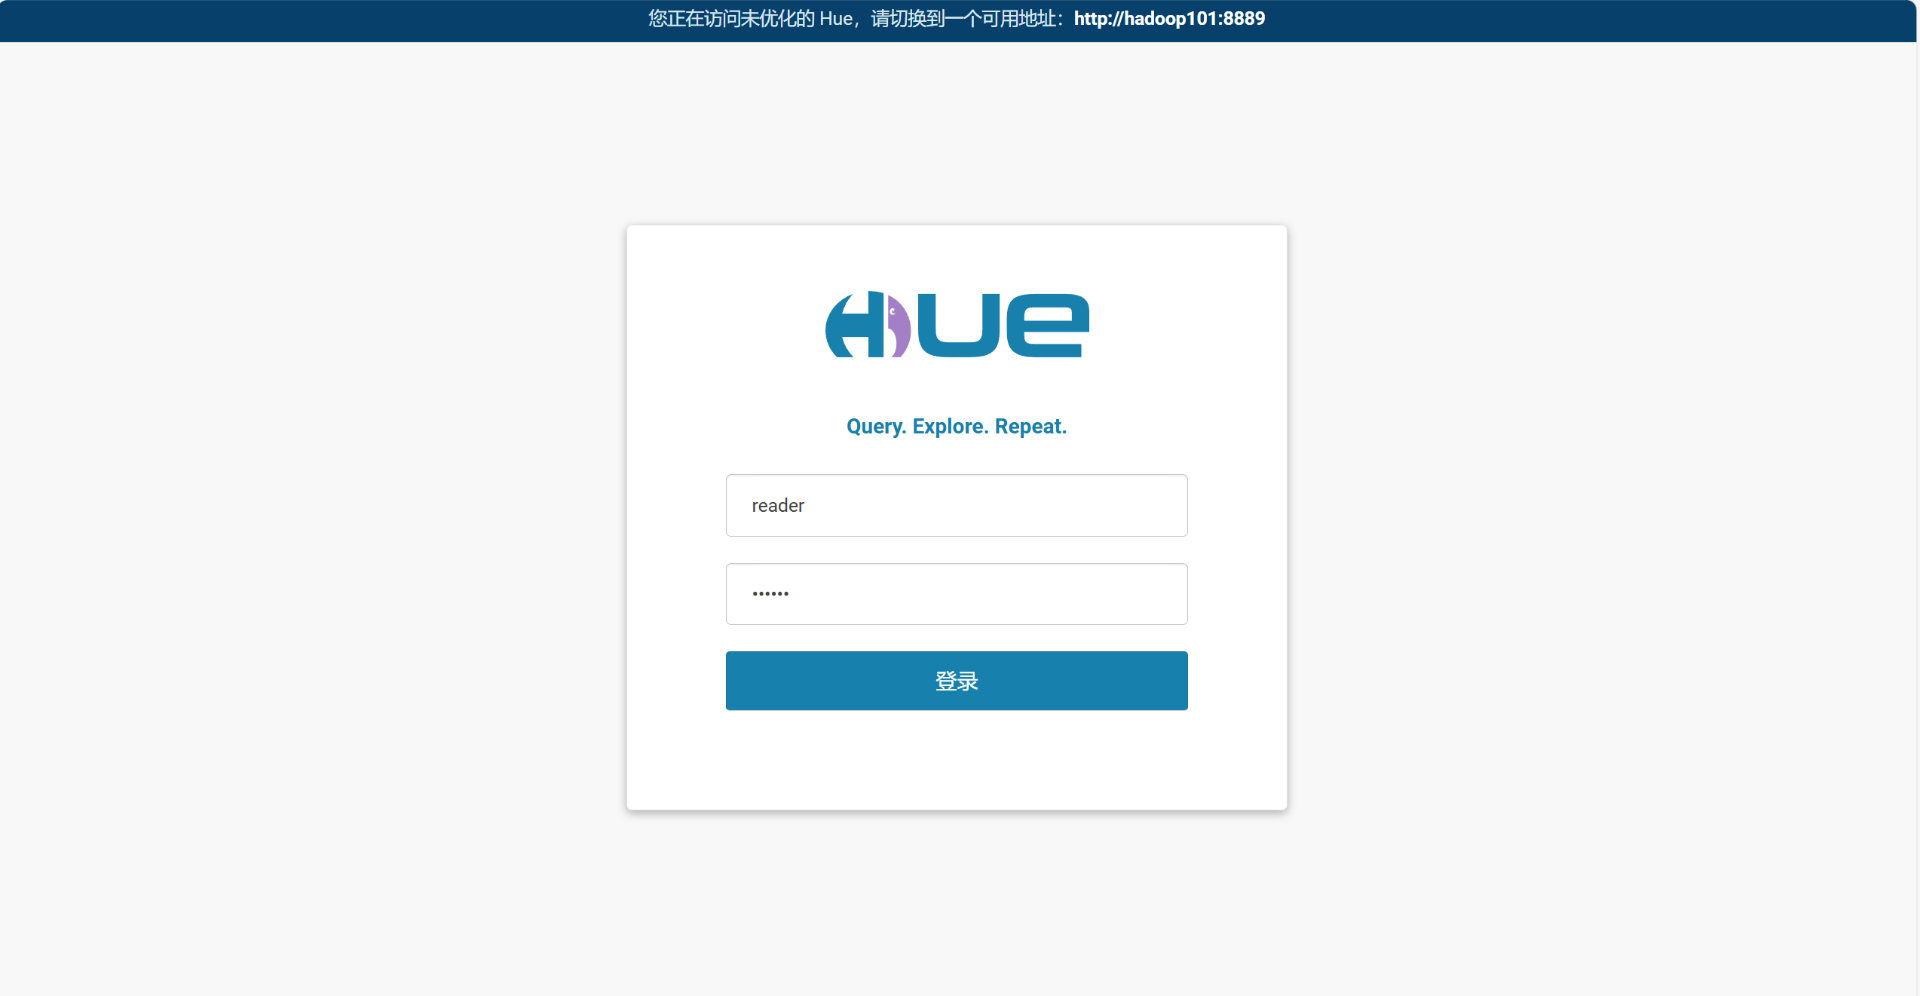 您正在访问未优化的 Hue，请切换到一个可用地址：http://hadoop101:8889
HUE
Query. Explore. Repeat.
reader
••••••
登录